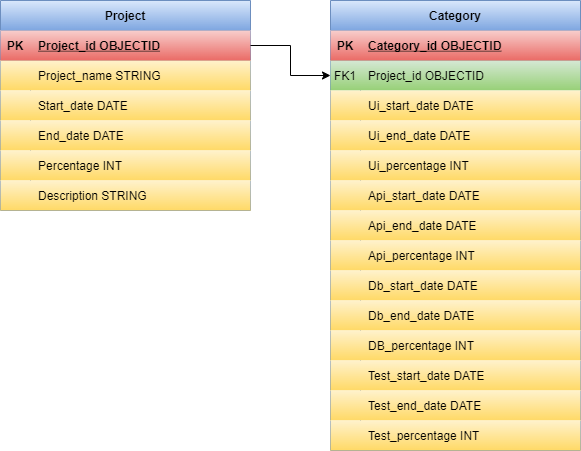 Project
PK Project_id OBJECTID
Project_name STRING
Start_date DATE
End_date DATE
Percentage INT
Description STRING
Category
PK Category_id OBJECTID
FK1 Project_id OBJECTID
Ui_start_date DATE
Ui_end_date DATE
Ui_percentage INT
Api_start_date DATE
Api_end_date DATE
Api_percentage INT
Db_start_date DATE
Db_end_date DATE
DB_percentage INT
Test_start_date DATE
Test_end_date DATE
Test_percentage INT